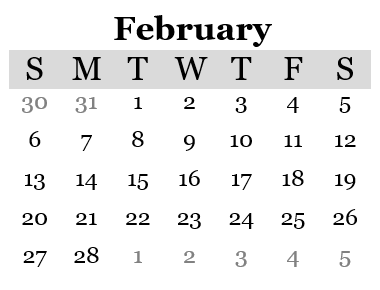 February
S M T W T F S
30 31 1 2 3 4 5
6 7 8 9 10 11 12
13 14 15 16 17 18 19
20 21 22 23 24 25 26
27 28 1 2 3 4 5